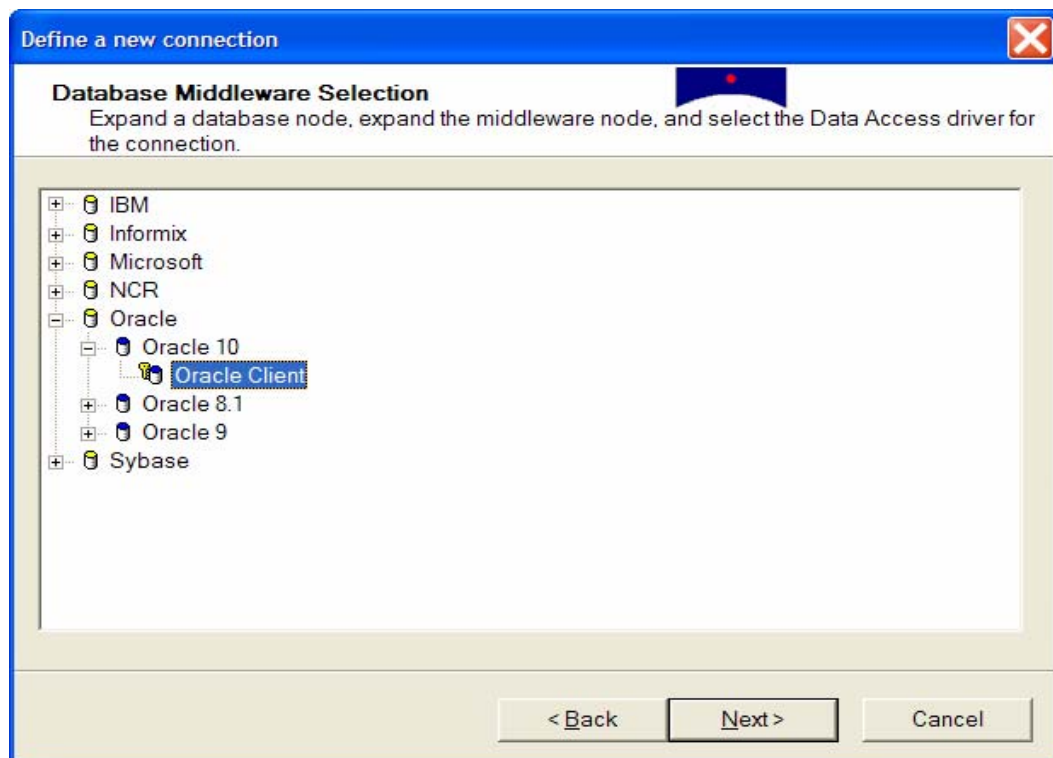 Define a new connection
Database Middleware Selection
Expand a database node, expand the middleware node, and select the Data Access driver for
the connection.
IBM
Informix
Microsoft
NCR
Oracle
Oracle 10
Oracle Client
Oracle 8.1
Oracle 9
Sybase
< Back
Next >
Cancel